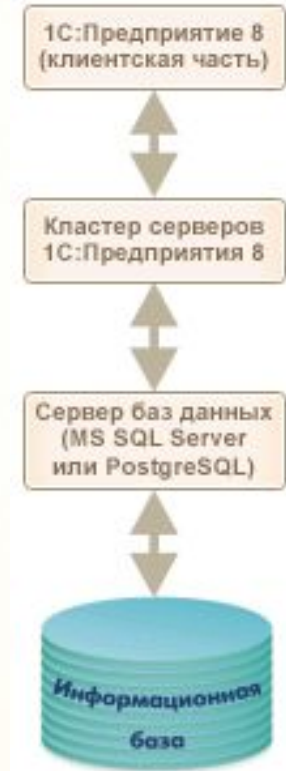 1С:Предприятие 8
(клиентская часть)
Кластер серверов
1С:Предприятия 8
Сервер баз данных
(MS SQL Server
или PostgreSQL)
Информационная
база